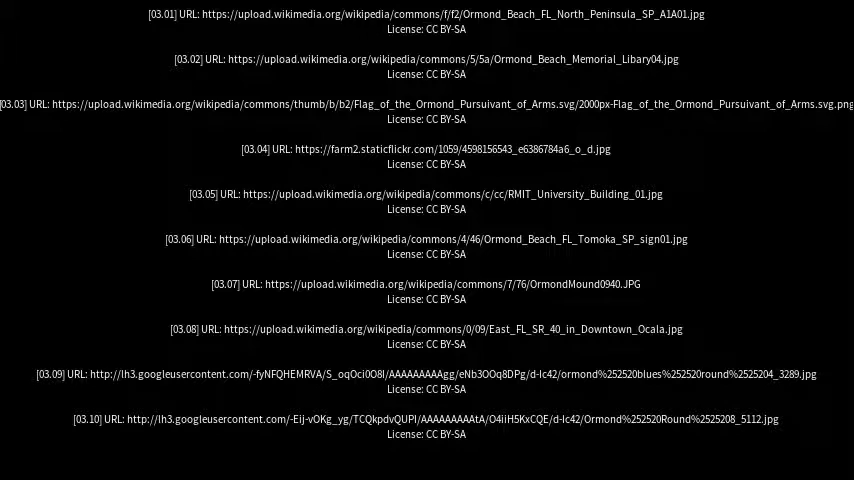 [03.01] URL: https://upload.wikimedia.org/wikipedia/commons/f/f2/Ormond_Beach_FL_North_Peninsula_SP_A1A01.jpg
License: CC BY-SA
[03.02] URL: https://upload.wikimedia.org/wikipedia/commons/5/5a/Ormond_Beach_Memorial_Libary04.jpg
License: CC BY-SA
[03.03] URL: https://upload.wikimedia.org/wikipedia/commons/thumb/b/b2/Flag_of_the_Ormond_Pursuivant_of_Arms.svg/2000px-Flag_of_the_Ormond_Pursuivant_of_Arms.svg.png
License: CC BY-SA
[03.04] URL: https://farm2.staticflickr.com/1059/4598156543_e6386784a6_o_d.jpg
License: CC BY-SA
[03.05] URL: https://upload.wikimedia.org/wikipedia/commons/c/cc/RMIT_University_Building_01.jpg
License: CC BY-SA
[03.06] URL: https://upload.wikimedia.org/wikipedia/commons/4/46/Ormond_Beach_FL_Tomoka_SP_sign01.jpg
License: CC BY-SA
[03.07] URL: https://upload.wikimedia.org/wikipedia/commons/7/76/OrmondMound0940.JPG
License: CC BY-SA
[03.08] URL: https://upload.wikimedia.org/wikipedia/commons/0/09/East_FL_SR_40_in_Downtown_Ocala.jpg
License: CC BY-SA
[03.09] URL: http://lh3.googleusercontent.com/-fyNFQHEMRVA/S_oqOci0O8I/AAAAAAAAAgg/eNb3OOq8DPg/d-Ic42/ormond%252520blues%252520round%2525204_3289.jpg
License: CC BY-SA
[03.10] URL: http://lh3.googleusercontent.com/-Eij-vOKg_yg/TCQkpdvQUPI/AAAAAAAAAtA/O4iiH5KxCQE/d-Ic42/Ormond%252520Round%2525208_5112.jpg
License: CC BY-SA